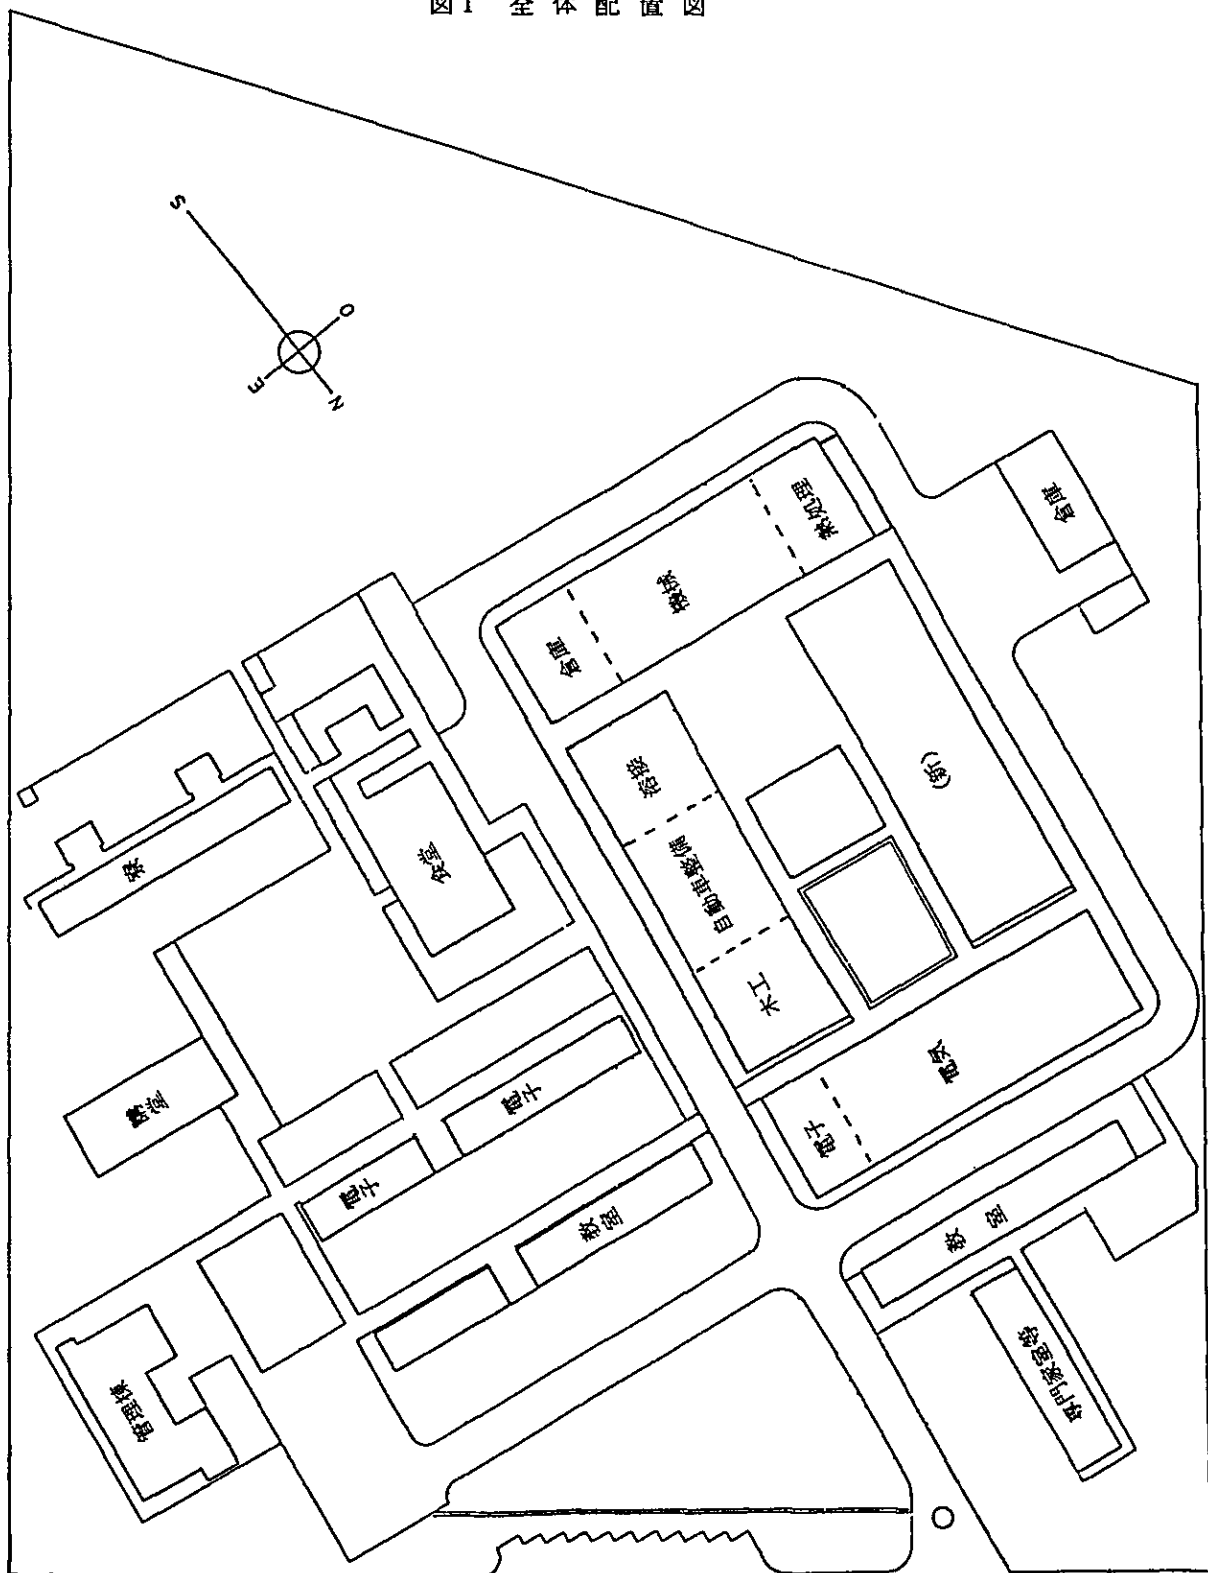 図1 全体配置図
S
O
E
N
熱処理
倉庫
機械
倉庫
溶接
(新)
自動車整備
食堂
寮
木工
電気
講堂
電子
電子
電子
教室
教室
管理棟
専門家室等